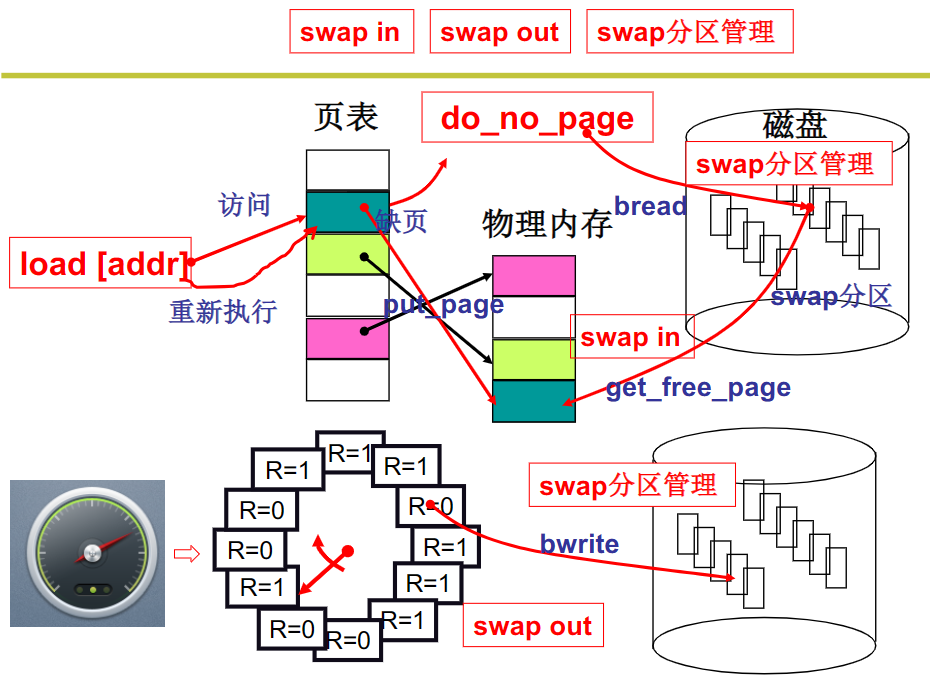 swap in
swap out
swap分区管理
页表
do_no_page
磁盘
swap分区管理
访问
缺页
bread
物理内存
load [addr]
重新执行
put_page
swap分区
swap in
get_free_page
R=1
R=1
R=1
R=0
R=0
R=0
R=1
R=1
R=1
R=1
R=0
R=0
swap分区管理
bwrite
swap out